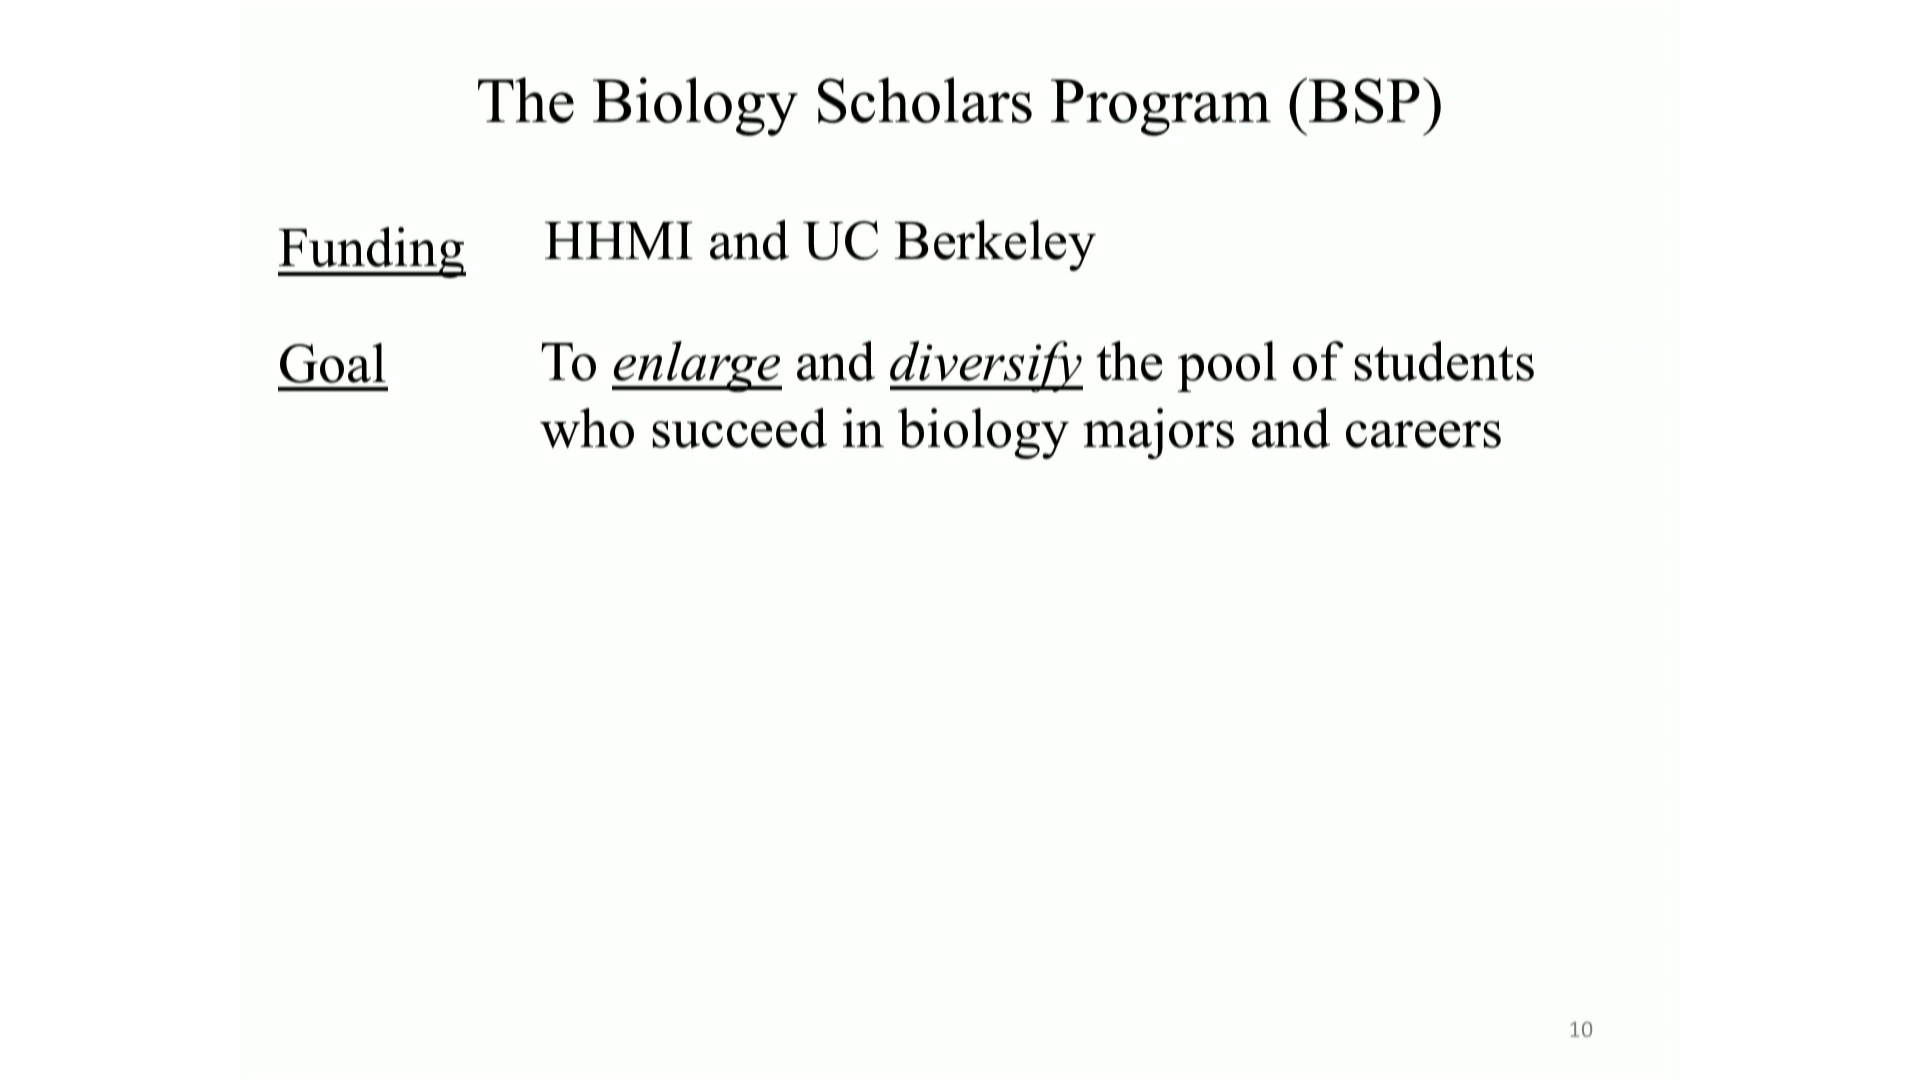 The Biology Scholars Program (BSP)
Funding HHMI and UC Berkeley
Goal To enlarge and diversify the pool of students
who succeed in biology majors and careers
10